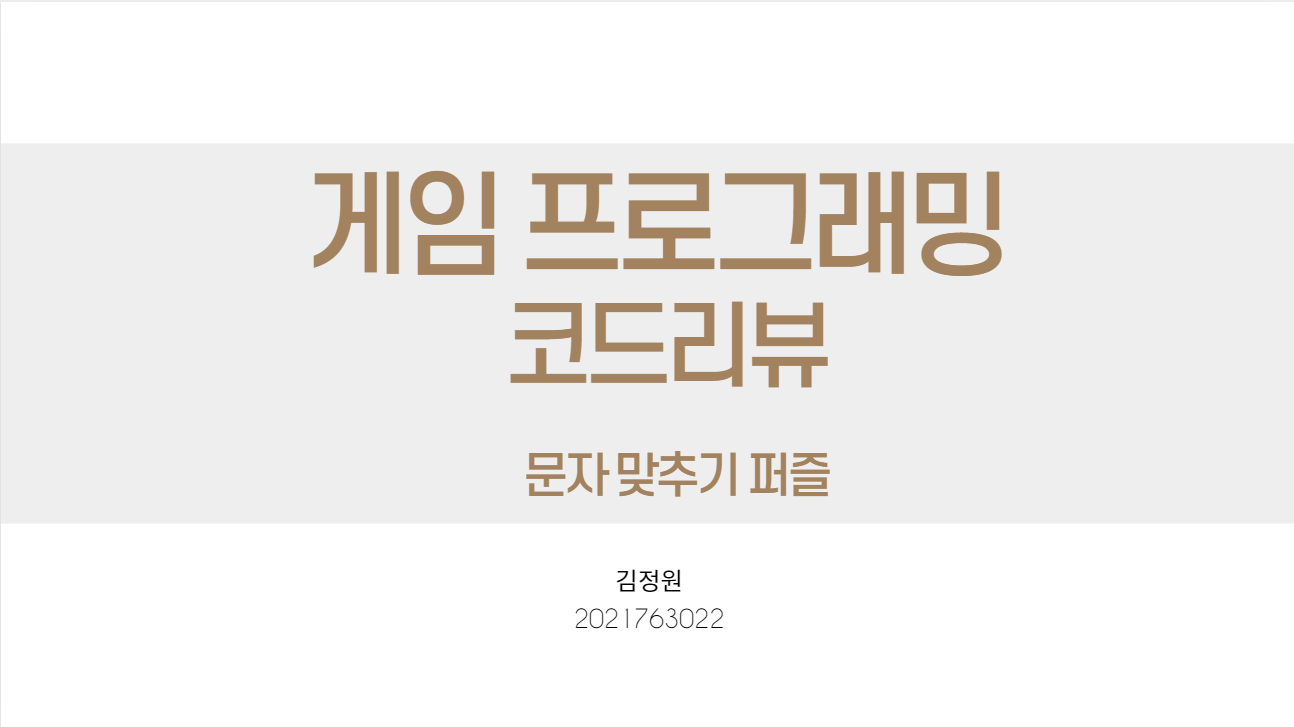 게임 프로그래밍
코드리뷰
문자 맞추기 퍼즐
김정원
2021763022